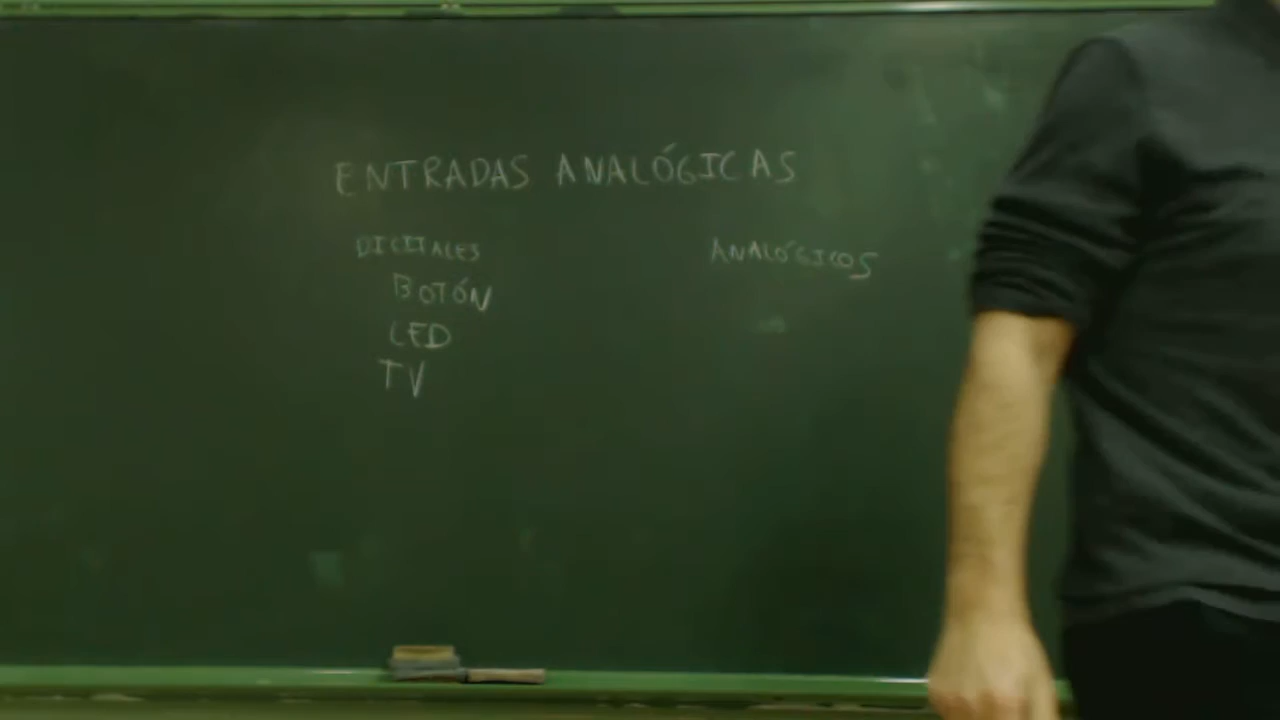 ENTRADAS ANALÓGICAS
DIGITALES
BOTÓN
LED
TV
ANALÓGICOS